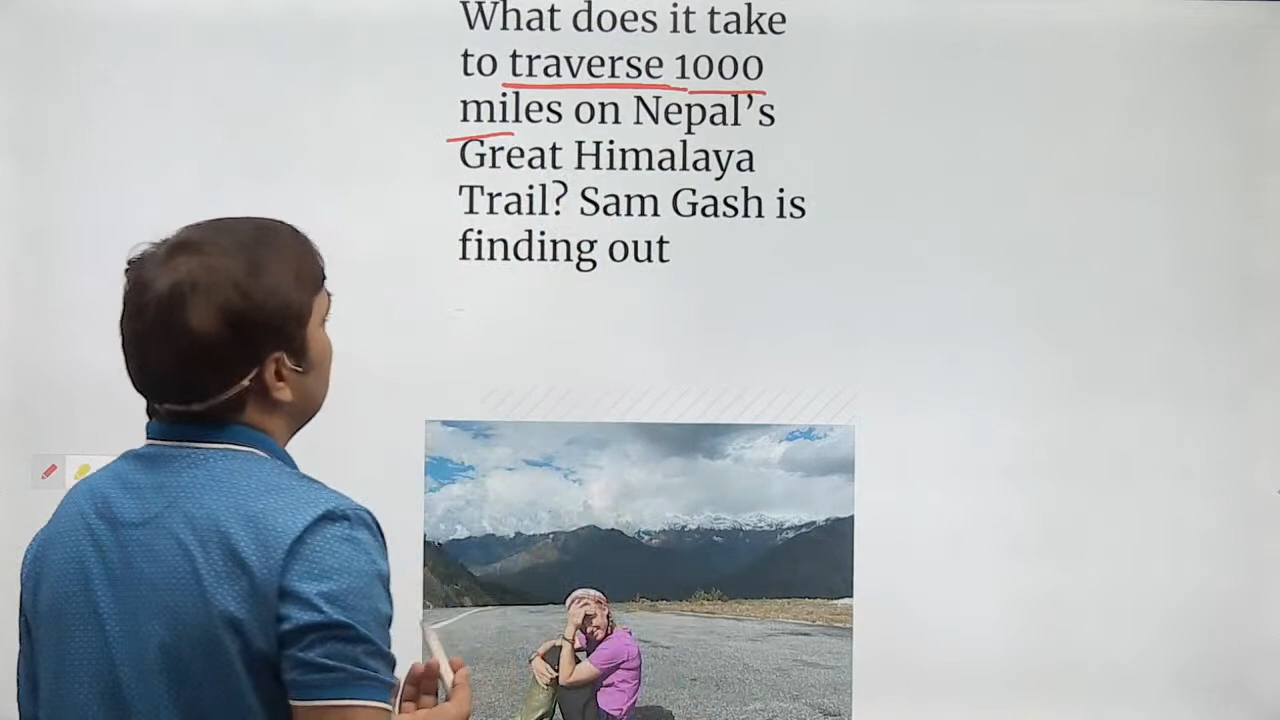 What does it take
to traverse 1000
miles on Nepal's
Great Himalaya
Trail? Sam Gash is
finding out